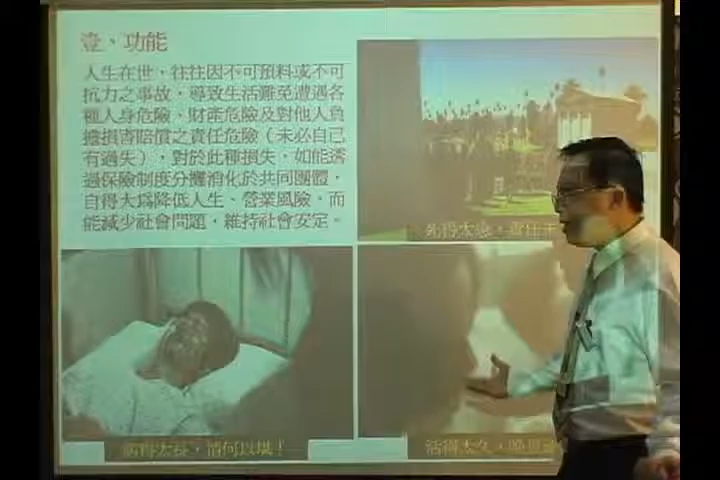 壹、功能
人生在世，往往因不可預料或不可
抗力之事故，導致生活難免遭遇各
種人身危險、財產危險及對他人負
擔損害賠償之責任危險（未必自己
有過失），對於此種損失，如能透
過保險制度分攤消化於共同團體，
自得大為降低人生、營業風險，而
能減少社會問題，維持社會安定。
死得太急，責任
病得太長，情何以堪！
活得太久，